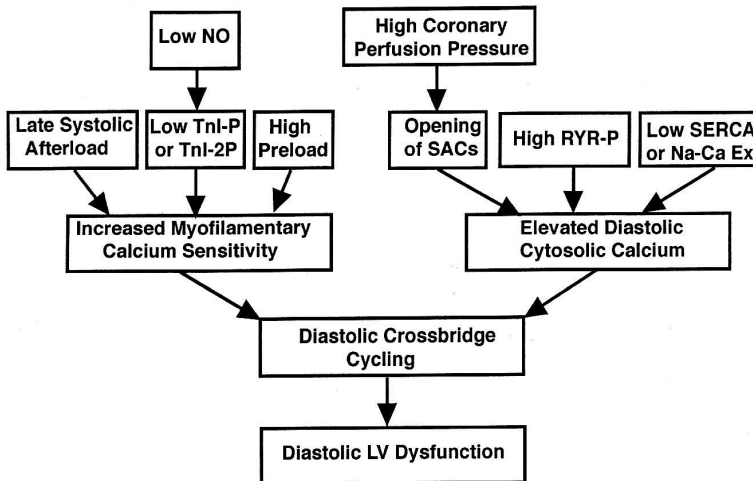 Low NO
High Coronary
Perfusion Pressure
Late Systolic
Afterload
Low TnI-P
or TnI-2P
High
Preload
Opening
of SACs
High RYR-P
Low SERCA
or Na-Ca Ex
Increased Myofilamentary
Calcium Sensitivity
Elevated Diastolic
Cytosolic Calcium
Diastolic Crossbridge
Cycling
Diastolic LV Dysfunction